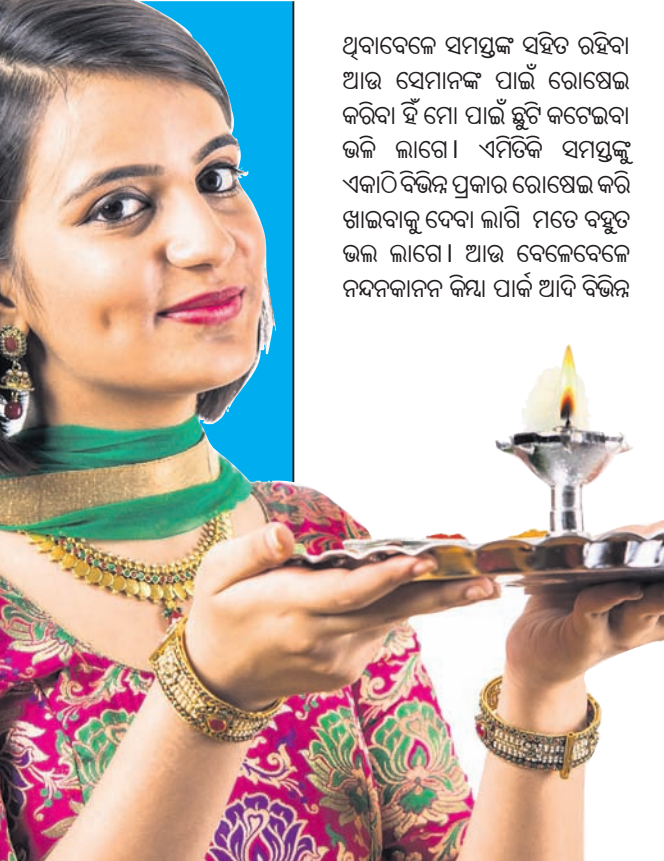 ଥିବାବେଳେ ସମସ୍ତଙ୍କ ସହିତ ରହିବା
ଆଉ ସେମାନଙ୍କ ପାଇଁ ରୋଷେଇ
କରିବା ହିଁ ମୋ ପାଇଁ ଛୁଟି କଟେଇବା
ଭଳି ଲାଗେ। ଏମିତିକି ସମସ୍ତଙ୍କୁ
ଏକାଠି ବିଭିନ୍ନ ପ୍ରକାର ରୋଷେଇ କରି
ଖାଇବାକୁ ଦେବା ଲାଗି ମତେ ବହୁତ
ଭଲ ଲାଗେ। ଆଉ ବେଳେବେଳେ
ନନ୍ଦନକାନନ କିମ୍ବା ପାର୍କ ଆଦି ବିଭିନ୍ନ